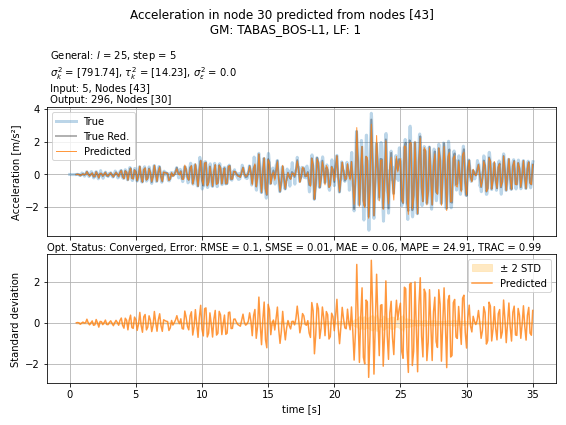 Acceleration in node 30 predicted from nodes [43]
GM: TABAS_BOS-L1, LF: 1
General: l = 25, step = 5
σ²ₖ = [791.74], τ²ₖ = [14.23], σ²ε = 0.0
Input: 5, Nodes [43]
Output: 296, Nodes [30]
Acceleration [m/s²]
4
2
0
−2
True
True Red.
Predicted
Opt. Status: Converged, Error: RMSE = 0.1, SMSE = 0.01, MAE = 0.06, MAPE = 24.91, TRAC = 0.99
Standard deviation
2
0
−2
± 2 STD
Predicted
0 5 10 15 20 25 30 35
time [s]